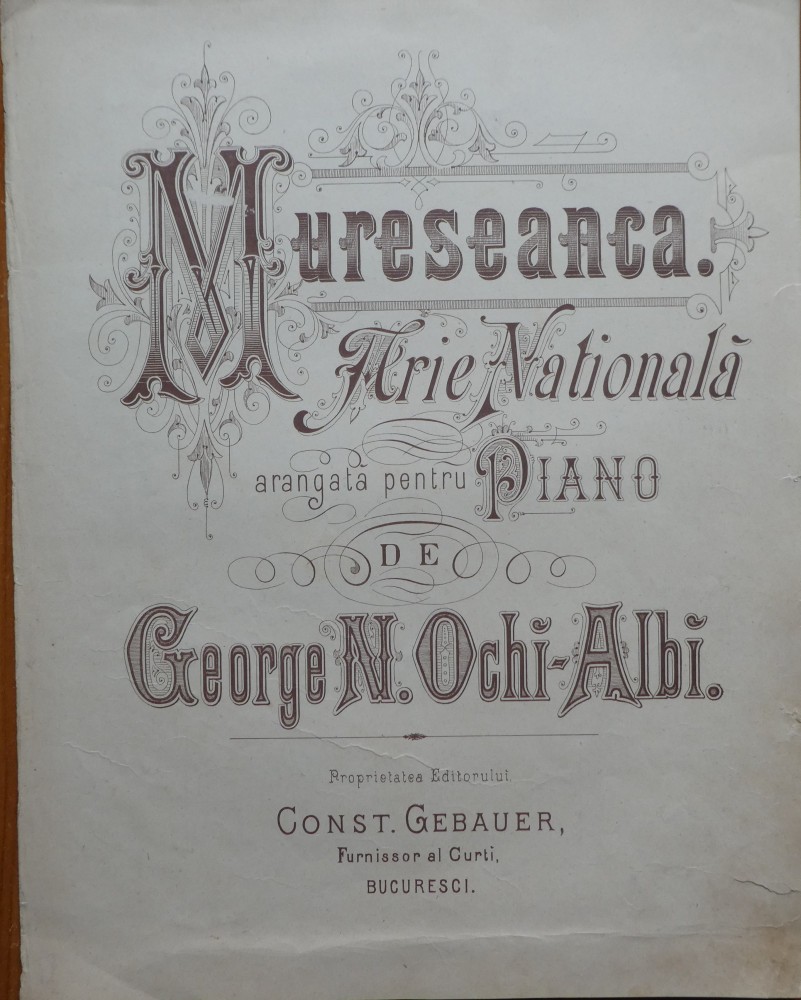 Mureseanca.
Arie Natională
arangată pentru PIANO
DE
George N. Ochĭ-Albĭ.
Proprietatea Editorului
CONST. GEBAUER,
Furnissor al Curti,
BUCURESCI.